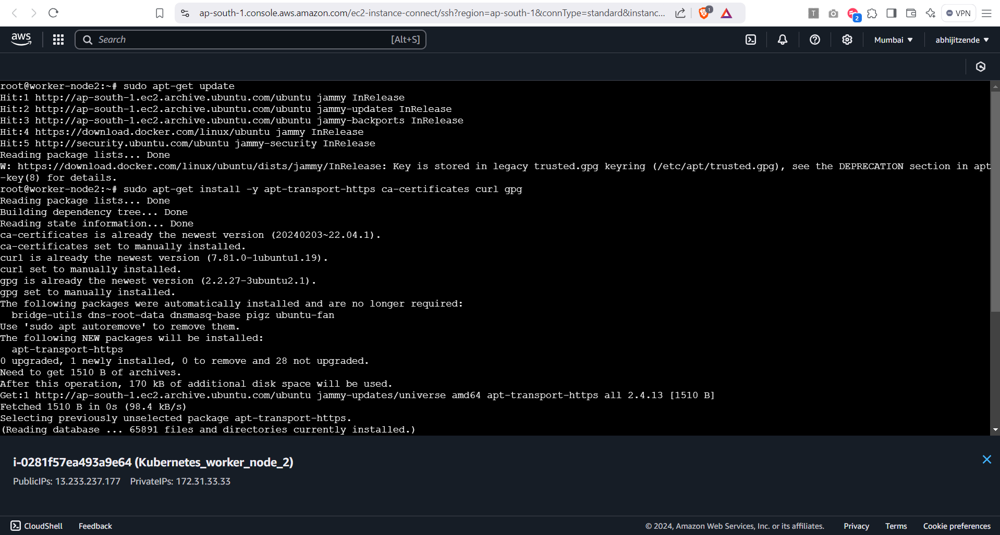 ap-south-1.console.aws.amazon.com/ec2-instance-connect/ssh?region=ap-south-1&connType=standard&instanc...
1
T
2
VPN
aws
Search
[Alt+S]
Mumbai
abhijitzende
root@worker-node2:~# sudo apt-get update
Hit:1 http://ap-south-1.ec2.archive.ubuntu.com/ubuntu jammy InRelease
Hit:2 http://ap-south-1.ec2.archive.ubuntu.com/ubuntu jammy-updates InRelease
Hit:3 http://ap-south-1.ec2.archive.ubuntu.com/ubuntu jammy-backports InRelease
Hit:4 https://download.docker.com/linux/ubuntu jammy InRelease
Hit:5 http://security.ubuntu.com/ubuntu jammy-security InRelease
Reading package lists... Done
W: https://download.docker.com/linux/ubuntu/dists/jammy/InRelease: Key is stored in legacy trusted.gpg keyring (/etc/apt/trusted.gpg), see the DEPRECATION section in apt
-key(8) for details.
root@worker-node2:~# sudo apt-get install -y apt-transport-https ca-certificates curl gpg
Reading package lists... Done
Building dependency tree... Done
Reading state information... Done
ca-certificates is already the newest version (20240203~22.04.1).
ca-certificates set to manually installed.
curl is already the newest version (7.81.0-1ubuntu1.19).
curl set to manually installed.
gpg is already the newest version (2.2.27-3ubuntu2.1).
gpg set to manually installed.
The following packages were automatically installed and are no longer required:
  bridge-utils dns-root-data dnsmasq-base pigz ubuntu-fan
Use 'sudo apt autoremove' to remove them.
The following NEW packages will be installed:
  apt-transport-https
0 upgraded, 1 newly installed, 0 to remove and 28 not upgraded.
Need to get 1510 B of archives.
After this operation, 170 kB of additional disk space will be used.
Get:1 http://ap-south-1.ec2.archive.ubuntu.com/ubuntu jammy-updates/universe amd64 apt-transport-https all 2.4.13 [1510 B]
Fetched 1510 B in 0s (98.4 kB/s)
Selecting previously unselected package apt-transport-https.
(Reading database ... 65891 files and directories currently installed.)
i-0281f57ea493a9e64 (Kubernetes_worker_node_2)
PublicIPs: 13.233.237.177 PrivateIPs: 172.31.33.33
CloudShell
Feedback
© 2024, Amazon Web Services, Inc. or its affiliates.
Privacy
Terms
Cookie preferences